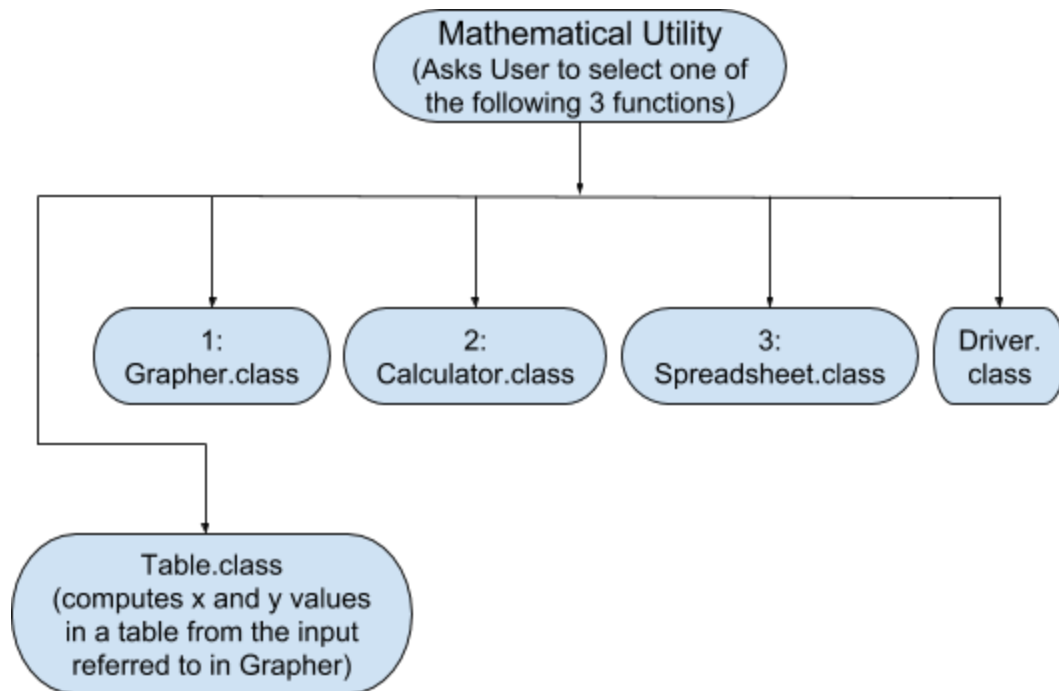 Mathematical Utility
(Asks User to select one of
the following 3 functions)
1:
Grapher.class
2:
Calculator.class
3:
Spreadsheet.class
Driver.
class
Table.class
(computes x and y values
in a table from the input
referred to in Grapher)